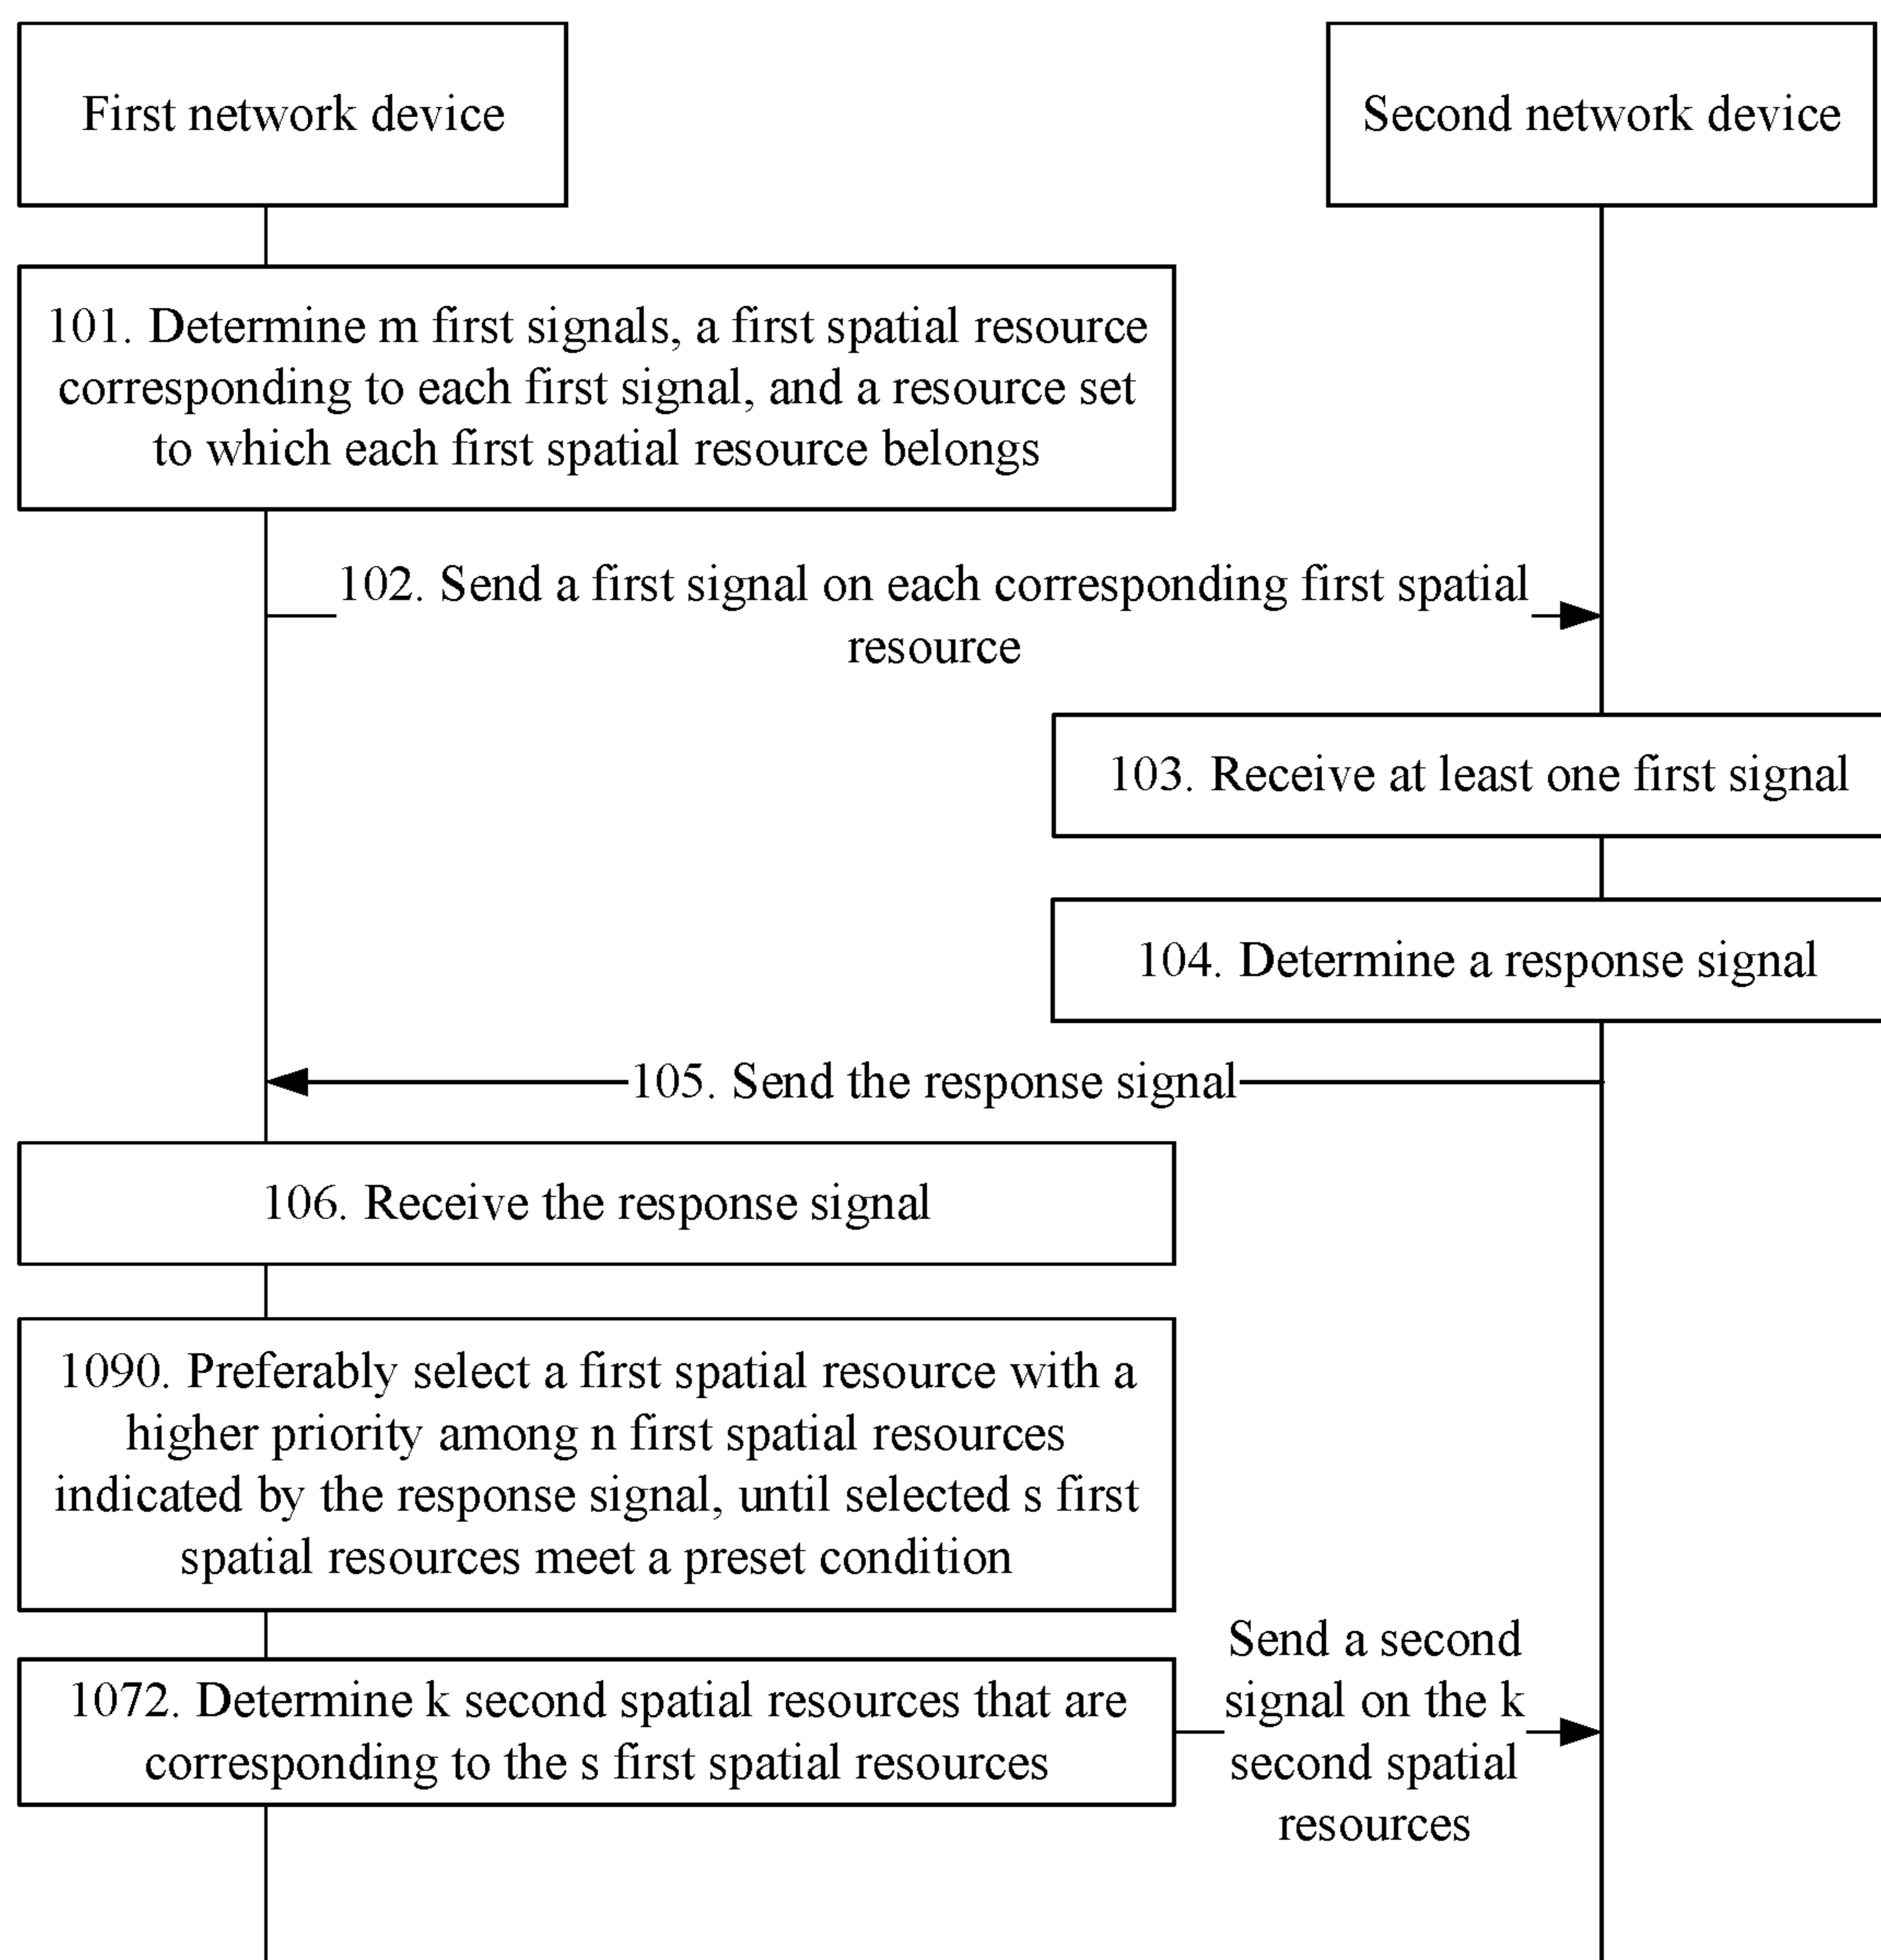 First network device
Second network device
101. Determine m first signals, a first spatial resource
corresponding to each first signal, and a resource set
to which each first spatial resource belongs
102. Send a first signal on each corresponding first spatial
resource
103. Receive at least one first signal
104. Determine a response signal
105. Send the response signal
106. Receive the response signal
1090. Preferably select a first spatial resource with a
higher priority among n first spatial resources
indicated by the response signal, until selected s first
spatial resources meet a preset condition
1072. Determine k second spatial resources that are
corresponding to the s first spatial resources
Send a second
signal on the k
second spatial
resources